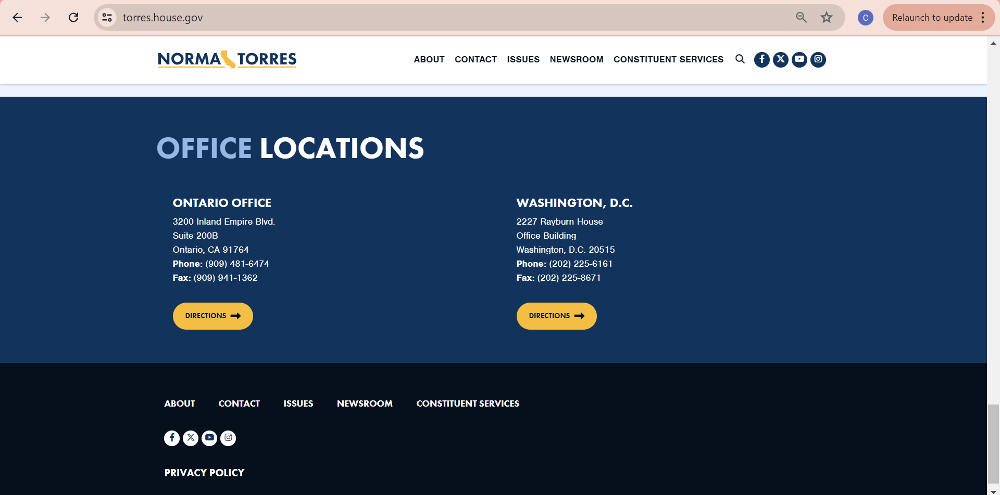 torres.house.gov
C
Relaunch to update
NORMA TORRES
ABOUT CONTACT ISSUES NEWSROOM CONSTITUENT SERVICES
OFFICE LOCATIONS
ONTARIO OFFICE
3200 Inland Empire Blvd.
Suite 200B
Ontario, CA 91764
Phone: (909) 481-6474
Fax: (909) 941-1362
DIRECTIONS
WASHINGTON, D.C.
2227 Rayburn House
Office Building
Washington, D.C. 20515
Phone: (202) 225-6161
Fax: (202) 225-8671
DIRECTIONS
ABOUT CONTACT ISSUES NEWSROOM CONSTITUENT SERVICES
PRIVACY POLICY